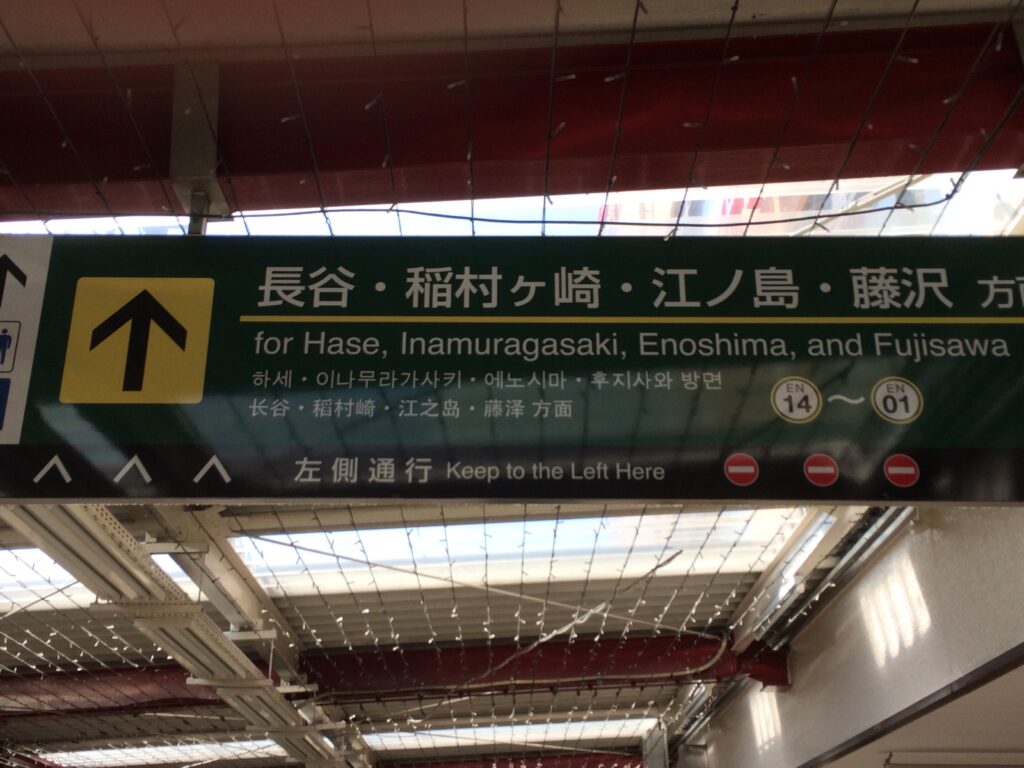 長谷・稲村ヶ崎・江ノ島・藤沢 方面
for Hase, Inamuragasaki, Enoshima, and Fujisawa
하세・이나무라가사키・에노시마・후지사와 방면
长谷・稻村崎・江之岛・藤泽 方面
EN 14 ～ EN 01
左側通行 Keep to the Left Here